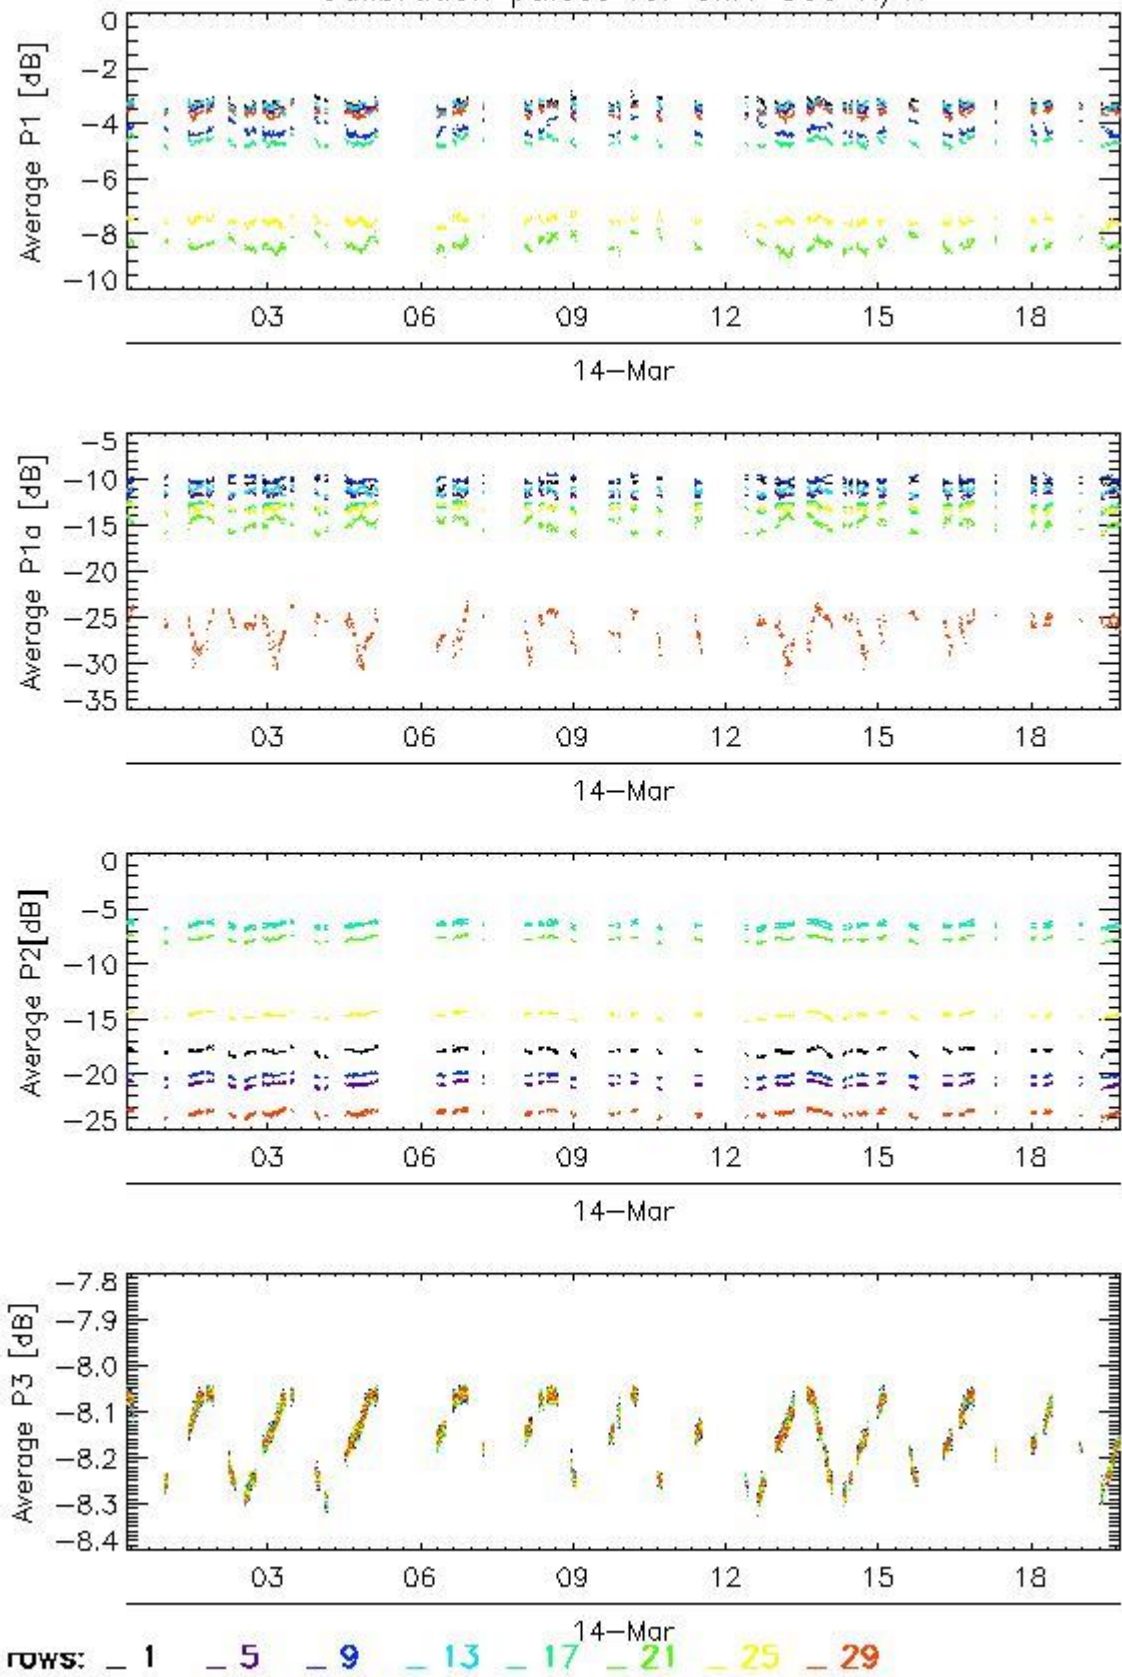 0
−2
−4
−6
−8
−10
Average P1 [dB]
03 06 09 12 15 18
14−Mar
−5
−10
−15
−20
−25
−30
−35
Average P1a [dB]
03 06 09 12 15 18
14−Mar
0
−5
−10
−15
−20
−25
Average P2[dB]
03 06 09 12 15 18
14−Mar
−7.8
−7.9
−8.0
−8.1
−8.2
−8.3
−8.4
Average P3 [dB]
03 06 09 12 15 18
14−Mar
rows: _ 1 _ 5 _ 9 _ 13 _ 17 _ 21 _ 25 _ 29